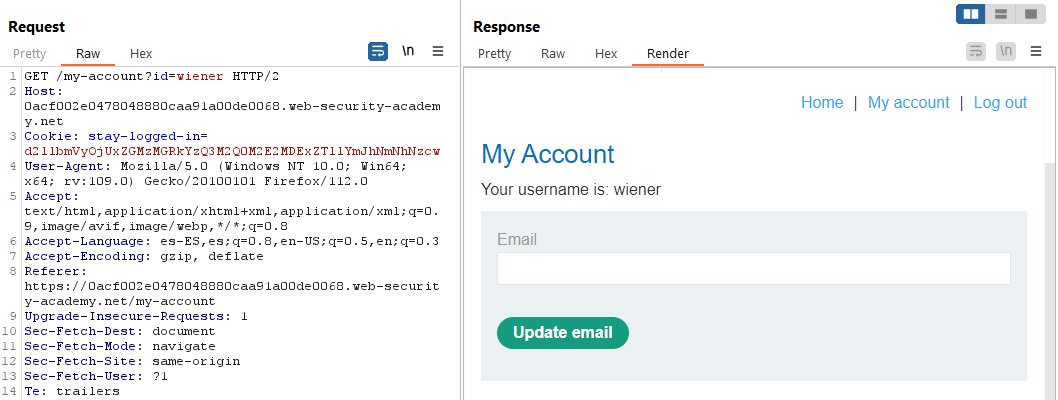 Request
Pretty Raw Hex \n
1 GET /my-account?id=wiener HTTP/2
2 Host:
0acf002e0478048880caa91a00de0068.web-security-academ
y.net
3 Cookie: stay-logged-in=
d2llbmVyOjUxZGMzMGRkYzQ3M2Q0M2E2MDExZTllYmJhNmNhNzcw
4 User-Agent: Mozilla/5.0 (Windows NT 10.0; Win64;
x64; rv:109.0) Gecko/20100101 Firefox/112.0
5 Accept:
text/html,application/xhtml+xml,application/xml;q=0.
9,image/avif,image/webp,*/*;q=0.8
6 Accept-Language: es-ES,es;q=0.8,en-US;q=0.5,en;q=0.3
7 Accept-Encoding: gzip, deflate
8 Referer:
https://0acf002e0478048880caa91a00de0068.web-securit
y-academy.net/my-account
9 Upgrade-Insecure-Requests: 1
10 Sec-Fetch-Dest: document
11 Sec-Fetch-Mode: navigate
12 Sec-Fetch-Site: same-origin
13 Sec-Fetch-User: ?1
14 Te: trailers
Response
Pretty Raw Hex Render \n
Home | My account | Log out
My Account
Your username is: wiener
Email
Update email